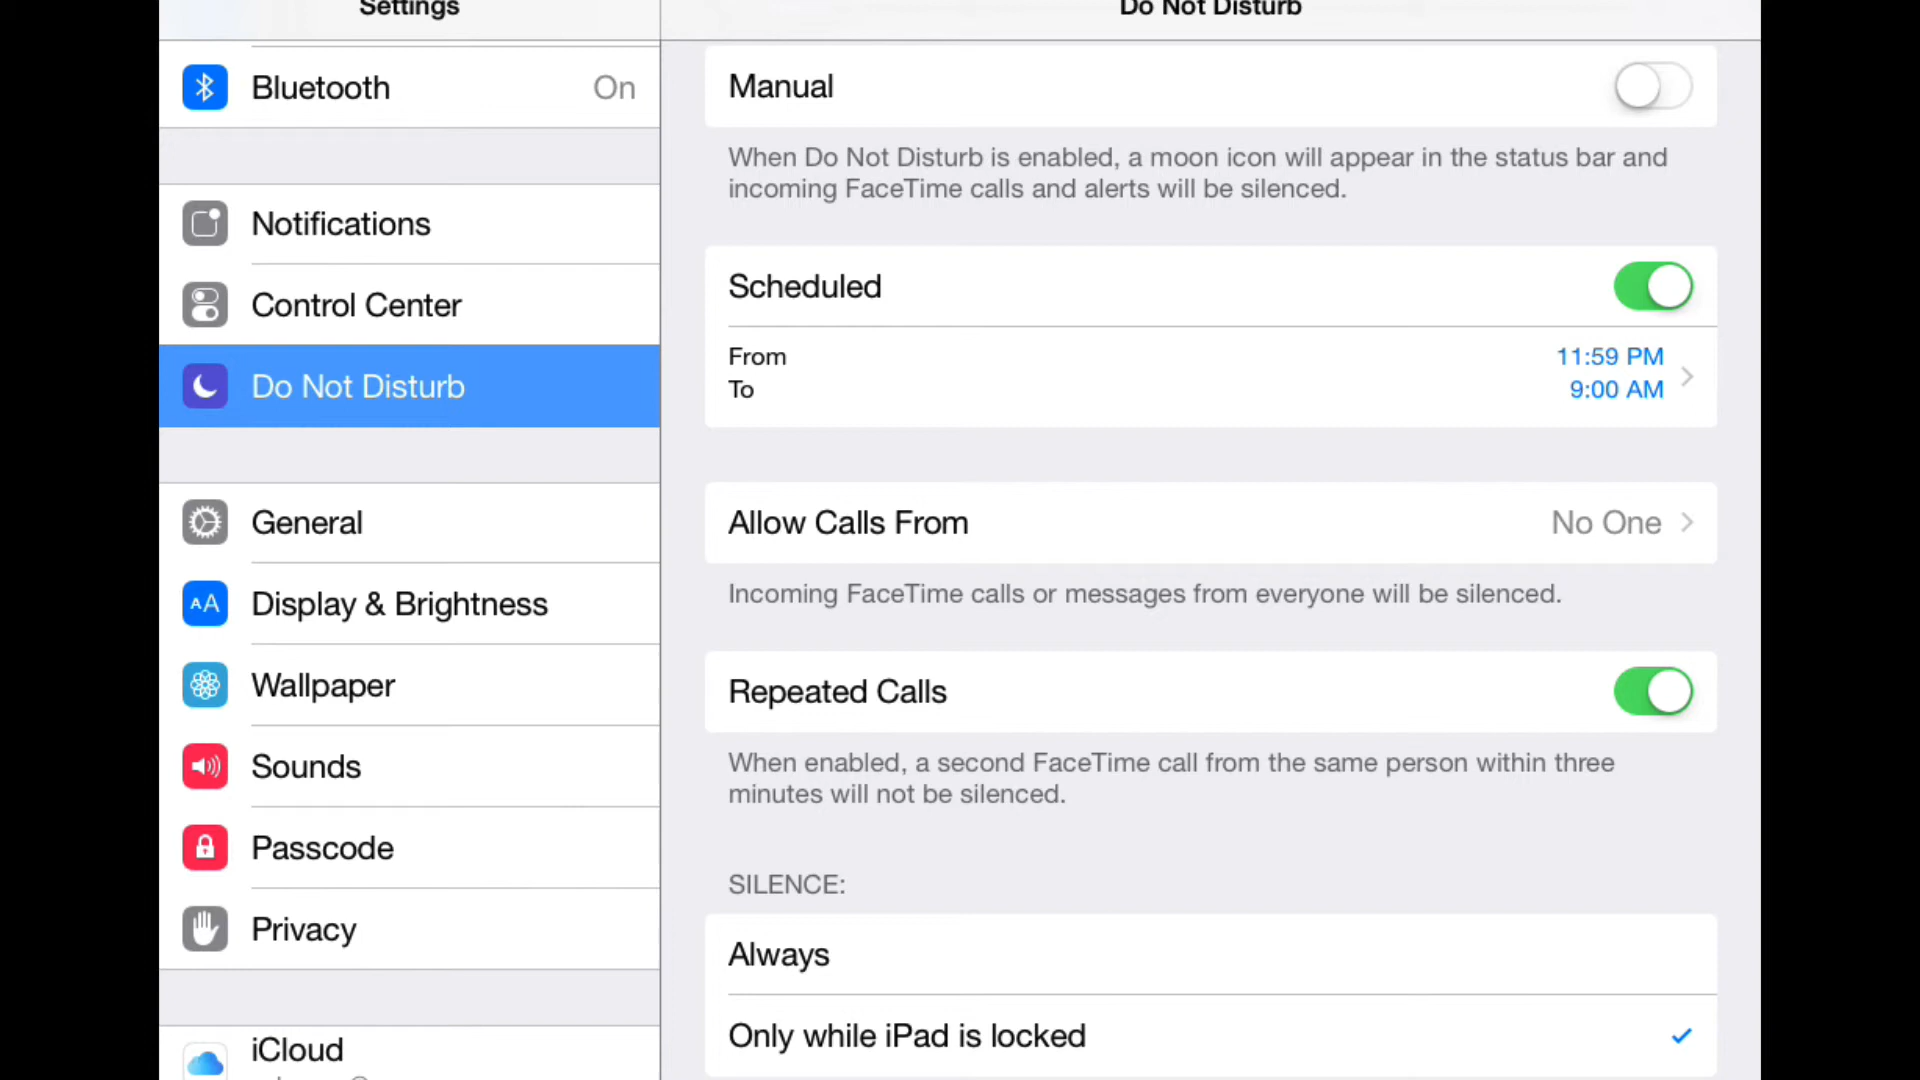 Settings
Do Not Disturb
Bluetooth On
Notifications
Control Center
Do Not Disturb
General
AA
Display & Brightness
Wallpaper
Sounds
Passcode
Privacy
iCloud
Manual
When Do Not Disturb is enabled, a moon icon will appear in the status bar and
incoming FaceTime calls and alerts will be silenced.
Scheduled
From 11:59 PM
To 9:00 AM
Allow Calls From No One
Incoming FaceTime calls or messages from everyone will be silenced.
Repeated Calls
When enabled, a second FaceTime call from the same person within three
minutes will not be silenced.
SILENCE:
Always
Only while iPad is locked